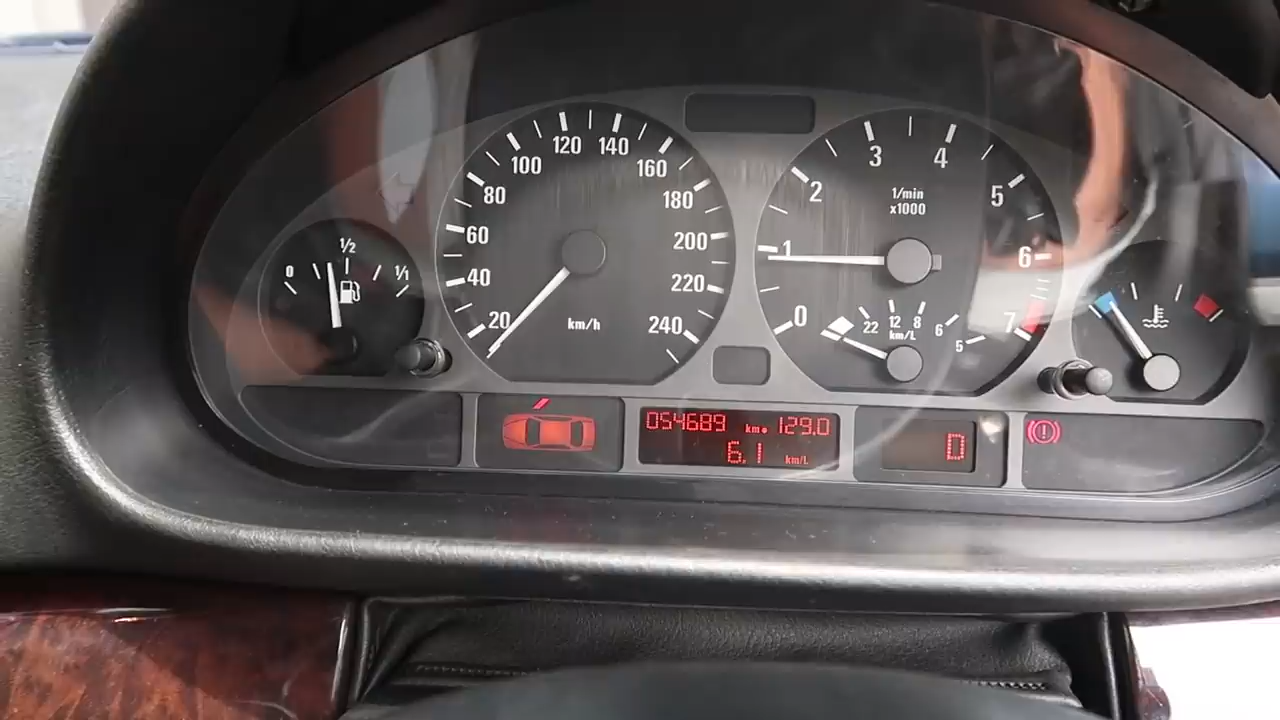 0 1/2 1/1
20 40 60 80 100 120 140 160 180 200 220 240
km/h
0 1 2 3 4 5 6 7
1/min
x1000
22 12 8 6 5
km/L
054689 km 129.0
6.1 km/L
D
(!)